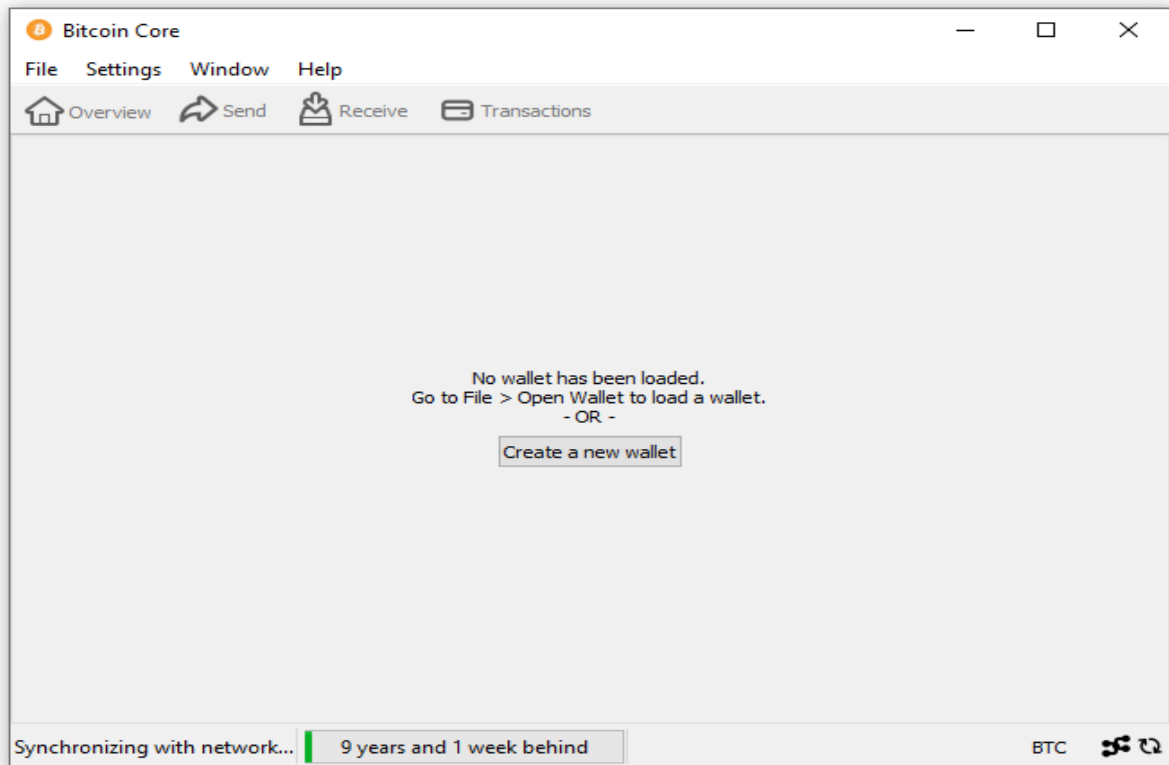 Bitcoin Core
File Settings Window Help
Overview Send Receive Transactions
No wallet has been loaded.
Go to File > Open Wallet to load a wallet.
- OR -
Create a new wallet
Synchronizing with network... 9 years and 1 week behind BTC